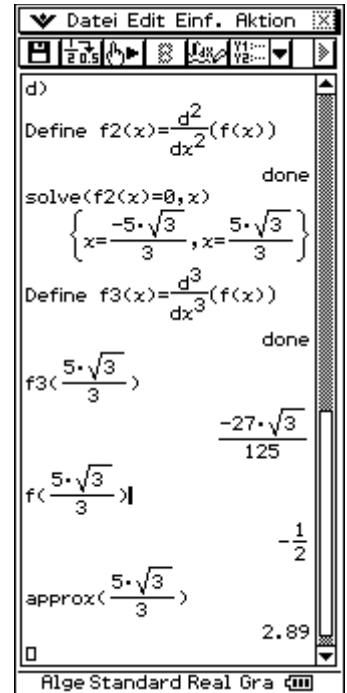 Datei Edit Einf. Aktion
d)
Define f2(x)=d²/dx²(f(x))
done
solve(f2(x)=0,x)
{x=-5·√3/3,x=5·√3/3}
Define f3(x)=d³/dx³(f(x))
done
f3(5·√3/3)
-27·√3/125
f(5·√3/3)
-1/2
approx(5·√3/3)
2.89
Alge Standard Real Gra